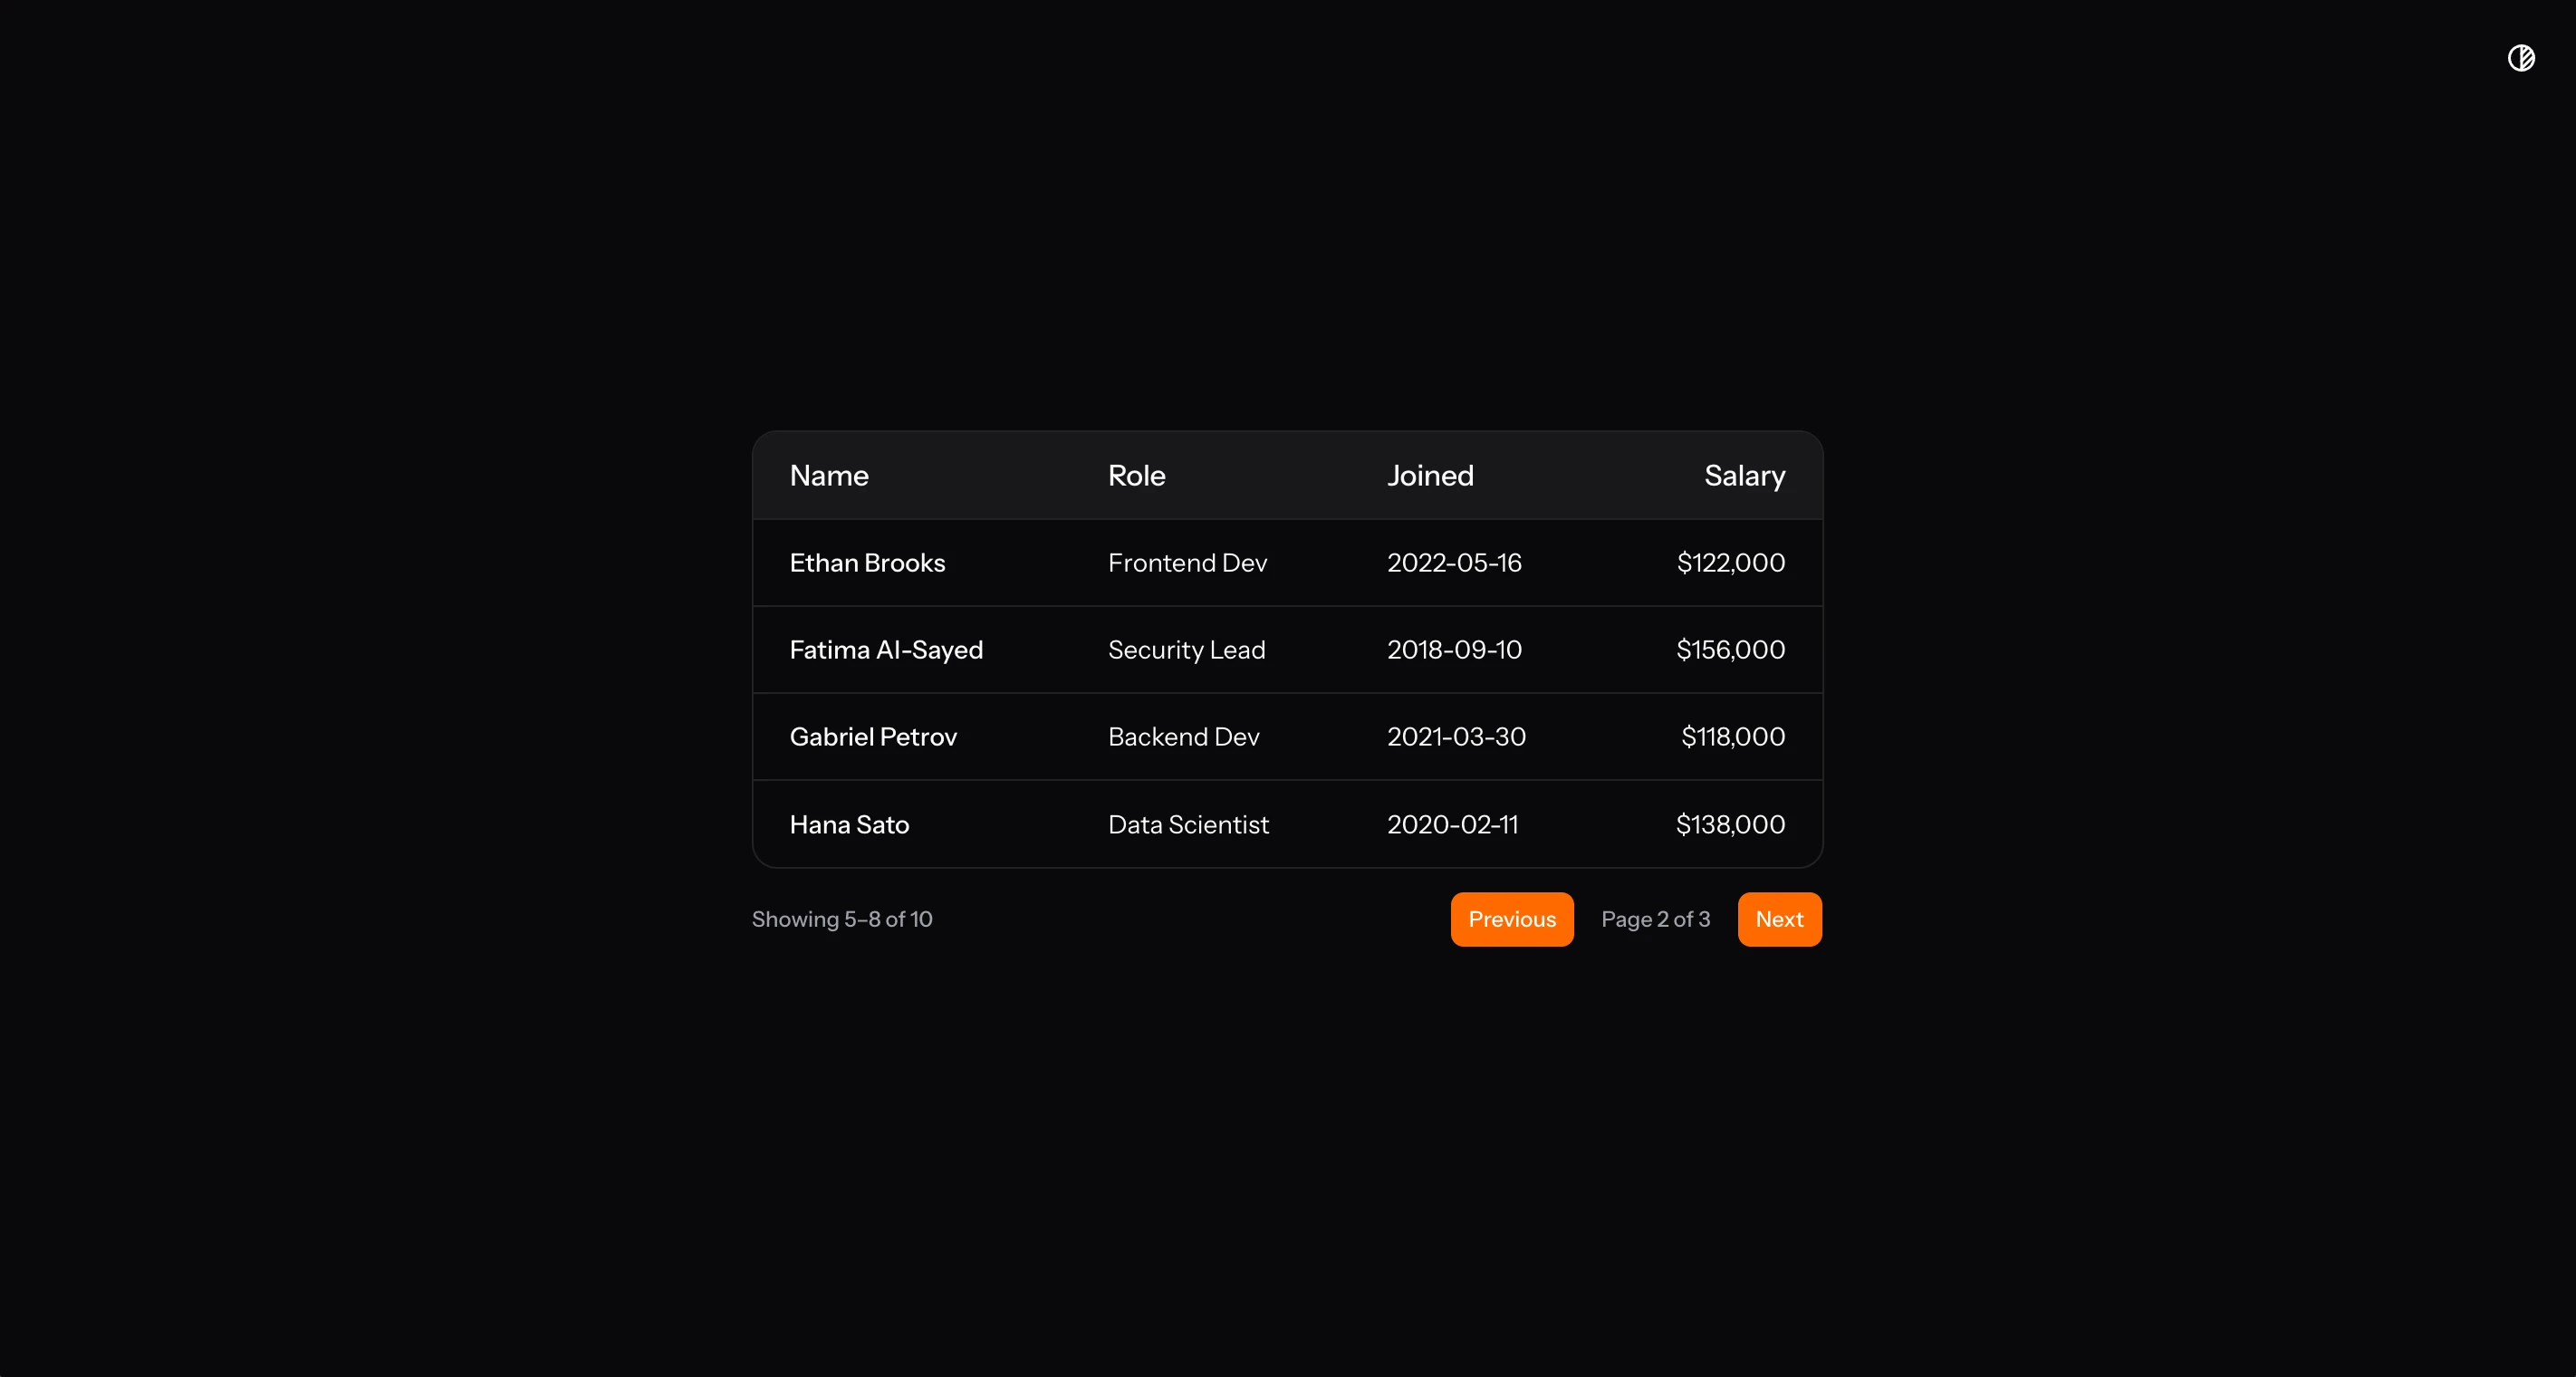 Name Role Joined Salary
Ethan Brooks Frontend Dev 2022-05-16 $122,000
Fatima Al-Sayed Security Lead 2018-09-10 $156,000
Gabriel Petrov Backend Dev 2021-03-30 $118,000
Hana Sato Data Scientist 2020-02-11 $138,000
Showing 5–8 of 10 Previous Page 2 of 3 Next